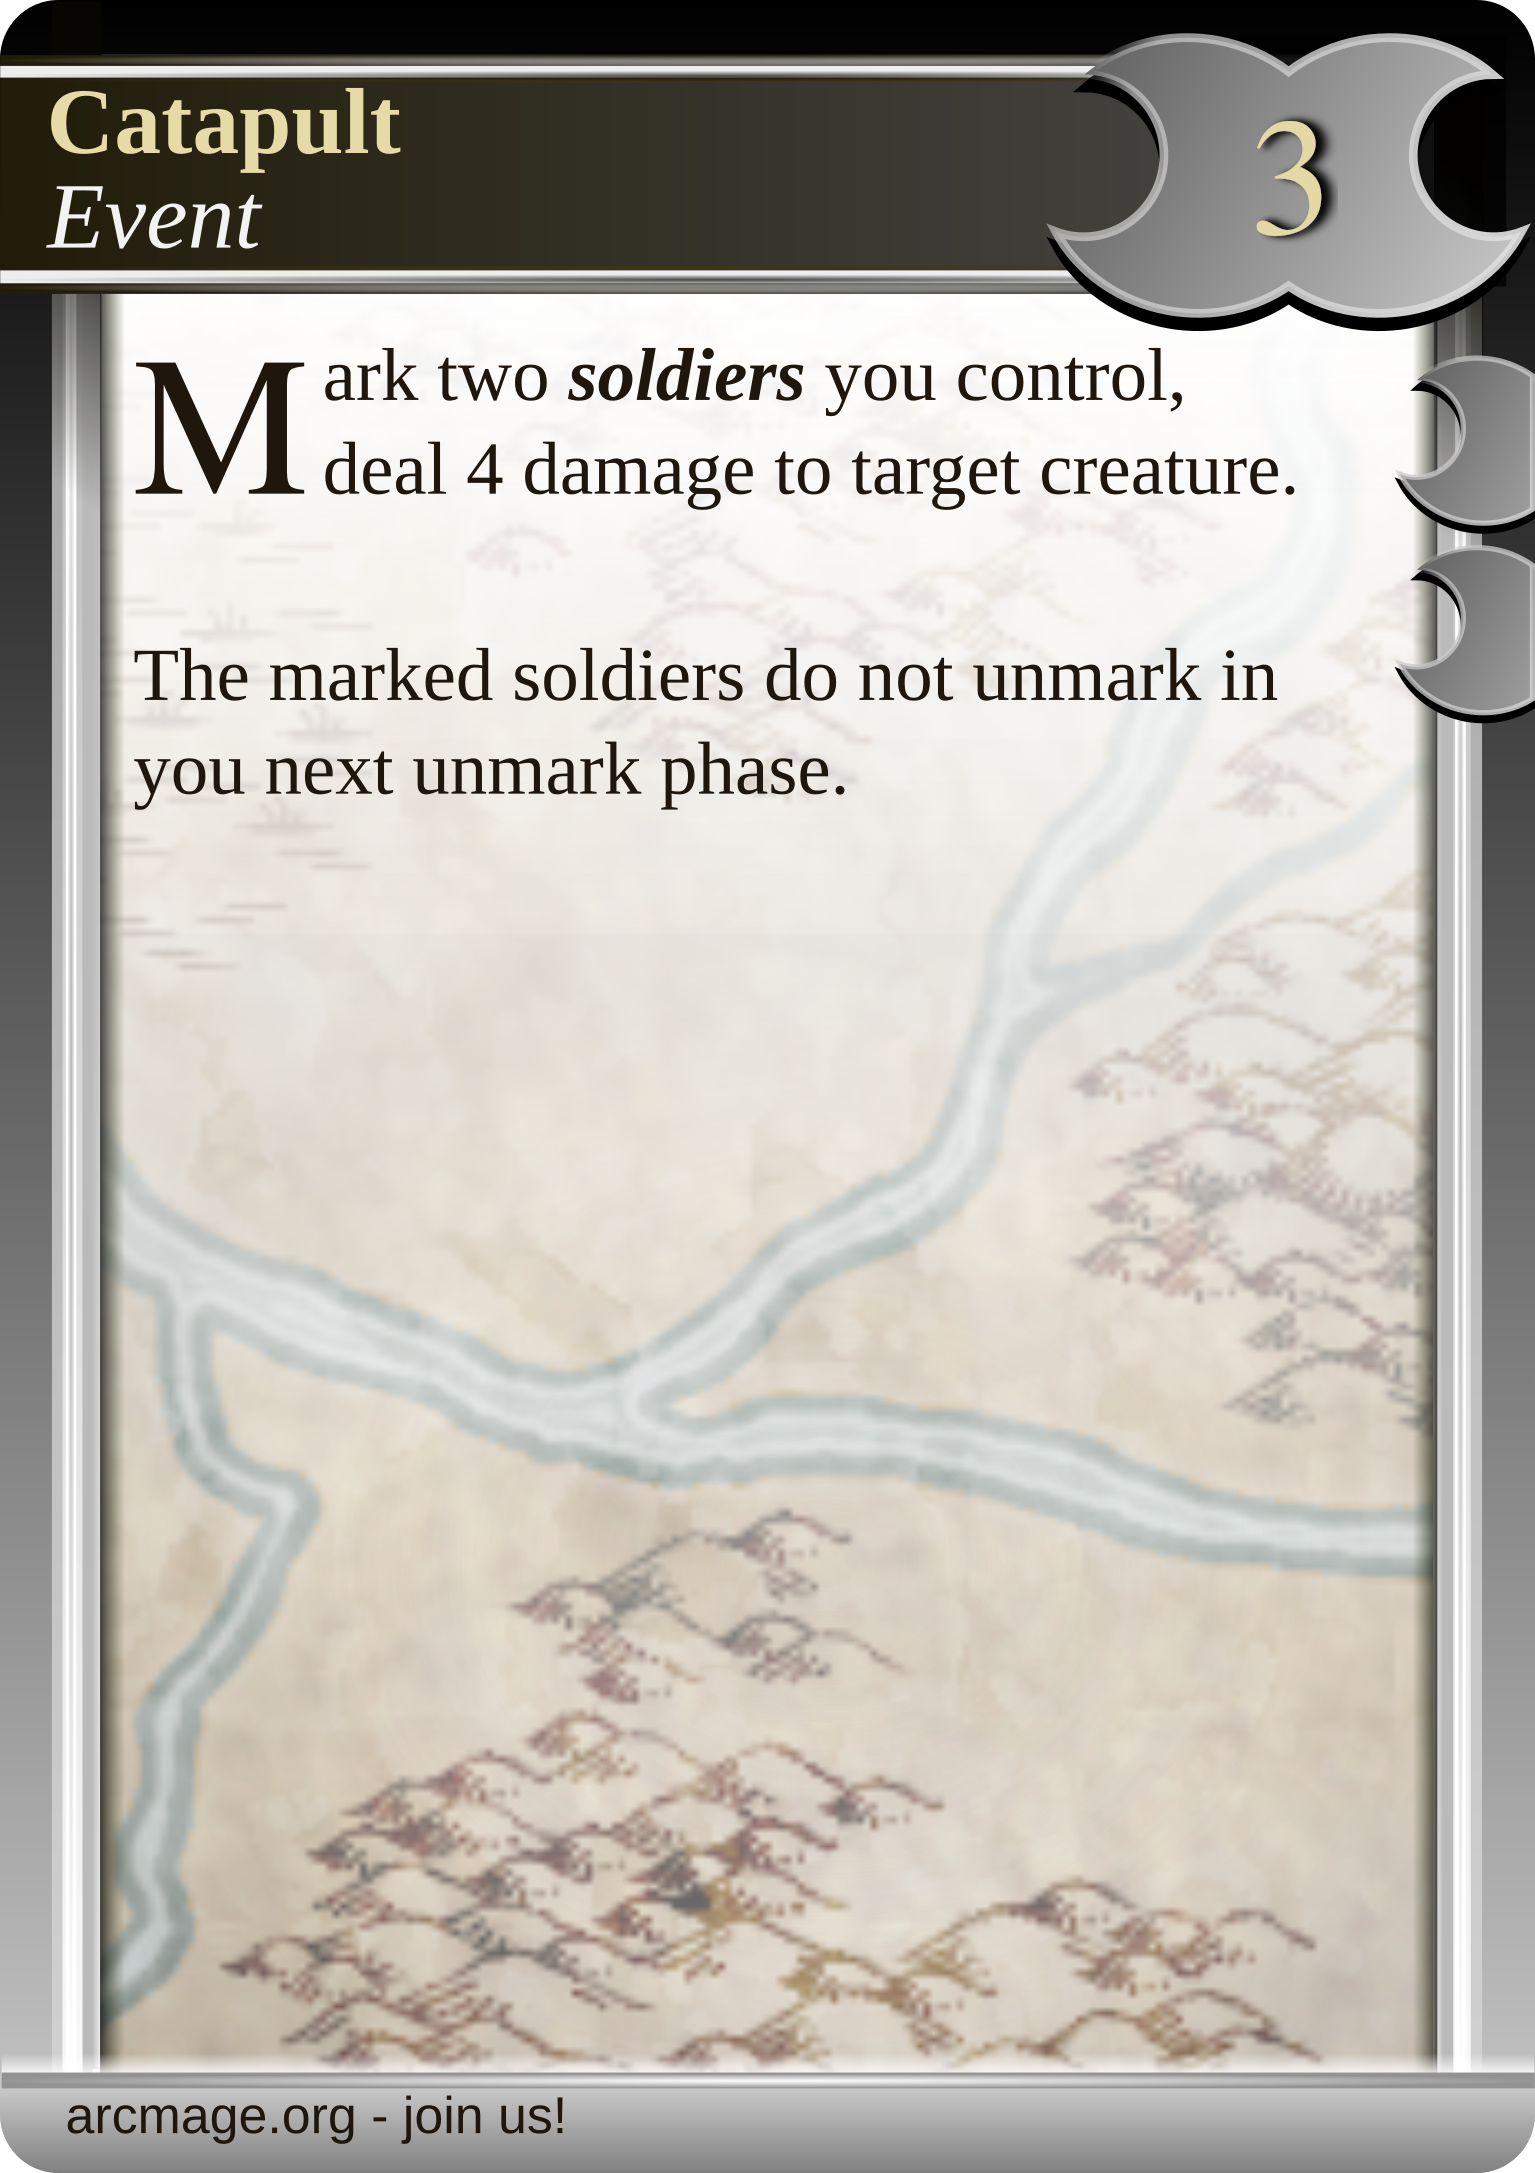 Catapult
Event
3
Mark two soldiers you control,
deal 4 damage to target creature.
The marked soldiers do not unmark in
you next unmark phase.
arcmage.org - join us!